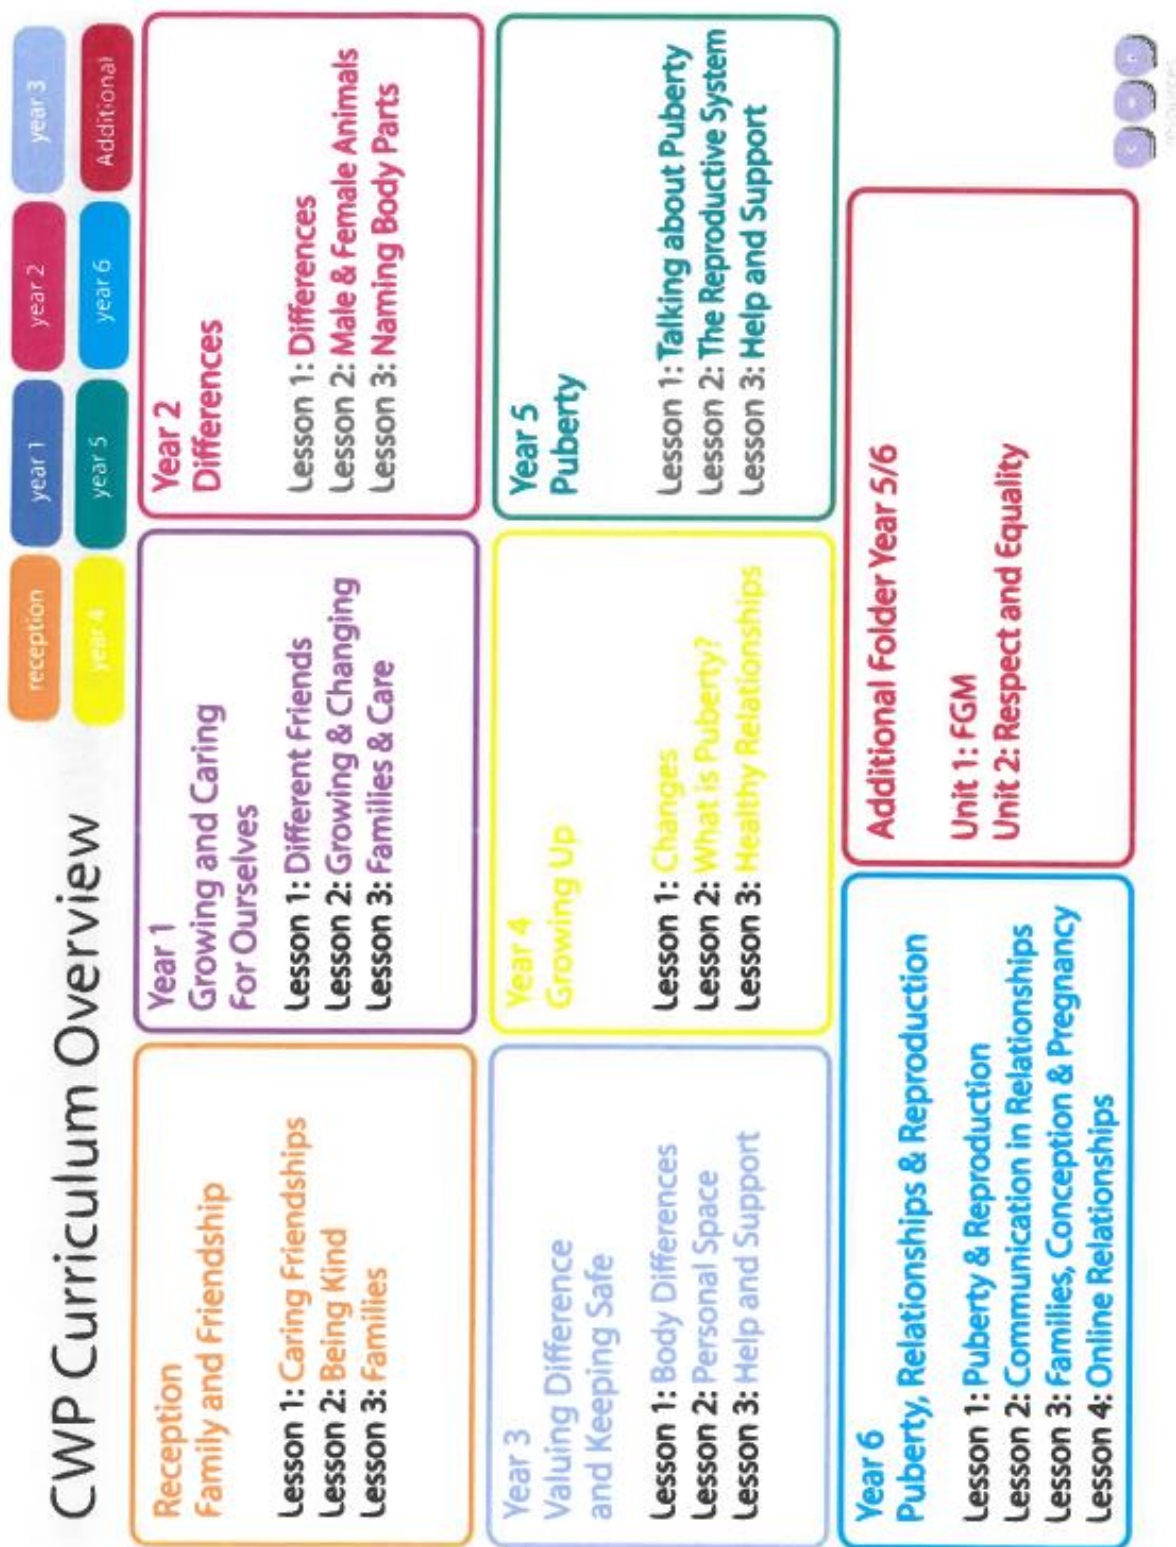 CWP Curriculum Overview
reception
year 1
year 2
year 3
year 4
year 5
year 6
Additional
Reception
Family and Friendship
Lesson 1: Caring Friendships
Lesson 2: Being Kind
Lesson 3: Families
Year 1
Growing and Caring
For Ourselves
Lesson 1: Different Friends
Lesson 2: Growing & Changing
Lesson 3: Families & Care
Year 2
Differences
Lesson 1: Differences
Lesson 2: Male & Female Animals
Lesson 3: Naming Body Parts
Year 3
Valuing Difference
and Keeping Safe
Lesson 1: Body Differences
Lesson 2: Personal Space
Lesson 3: Help and Support
Year 4
Growing Up
Lesson 1: Changes
Lesson 2: What is Puberty?
Lesson 3: Healthy Relationships
Year 5
Puberty
Lesson 1: Talking about Puberty
Lesson 2: The Reproductive System
Lesson 3: Help and Support
Year 6
Puberty, Relationships & Reproduction
Lesson 1: Puberty & Reproduction
Lesson 2: Communication in Relationships
Lesson 3: Families, Conception & Pregnancy
Lesson 4: Online Relationships
Additional Folder Year 5/6
Unit 1: FGM
Unit 2: Respect and Equality